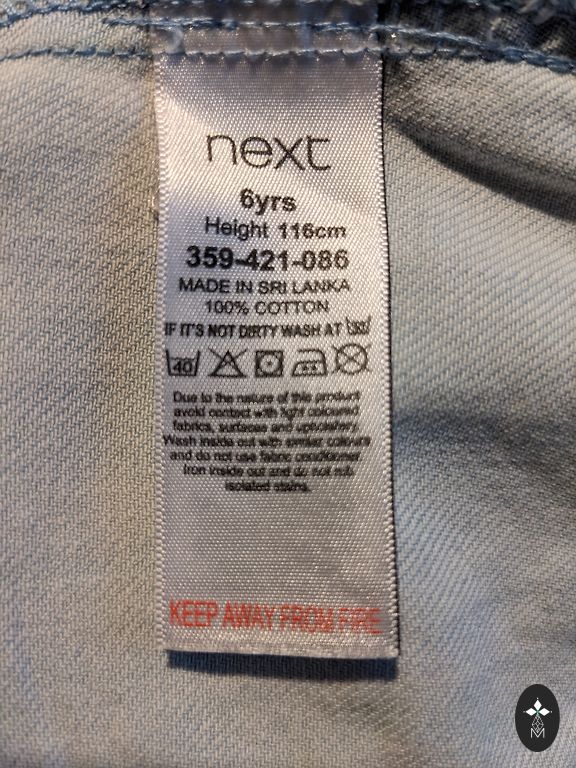 next
6yrs
Height 116cm
359-421-086
MADE IN SRI LANKA
100% COTTON
IF IT'S NOT DIRTY WASH AT 30
40
Due to the nature of this product
avoid contact with light coloured
fabrics, surfaces and upholstery.
Wash inside out with similar colours
and do not use fabric conditioner
Iron inside out and do not rub
isolated stains.
KEEP AWAY FROM FIRE
M